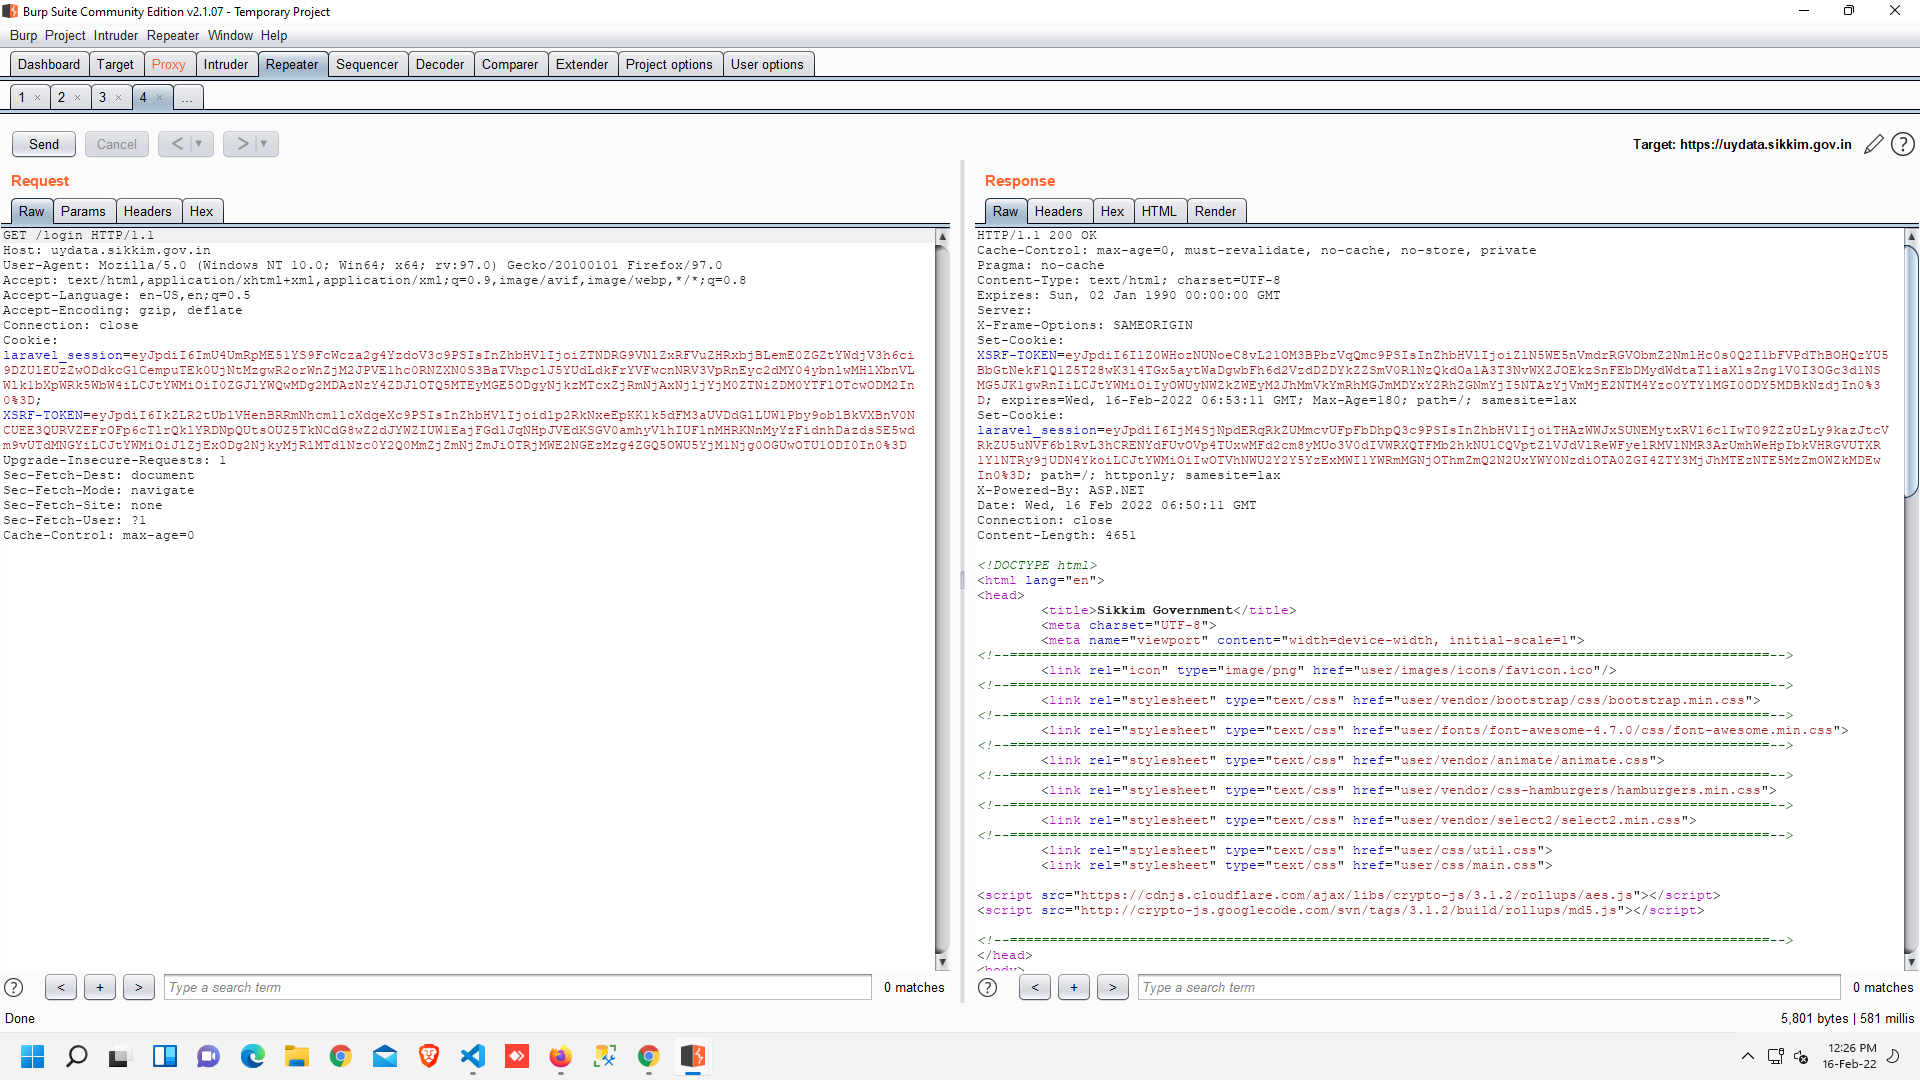 Burp Suite Community Edition v2.1.07 - Temporary Project
Burp Project Intruder Repeater Window Help
Dashboard Target Proxy Intruder Repeater Sequencer Decoder Comparer Extender Project options User options
1 × 2 × 3 × 4 × ...
Send Cancel < > Target: https://uydata.sikkim.gov.in
Request
Raw Params Headers Hex
GET /login HTTP/1.1
Host: uydata.sikkim.gov.in
User-Agent: Mozilla/5.0 (Windows NT 10.0; Win64; x64; rv:97.0) Gecko/20100101 Firefox/97.0
Accept: text/html,application/xhtml+xml,application/xml;q=0.9,image/avif,image/webp,*/*;q=0.8
Accept-Language: en-US,en;q=0.5
Accept-Encoding: gzip, deflate
Connection: close
Cookie:
laravel_session=
0%3D;
XSRF-TOKEN=
Upgrade-Insecure-Requests: 1
Sec-Fetch-Dest: document
Sec-Fetch-Mode: navigate
Sec-Fetch-Site: none
Sec-Fetch-User: ?1
Cache-Control: max-age=0
Response
Raw Headers Hex HTML Render
HTTP/1.1 200 OK
Cache-Control: max-age=0, must-revalidate, no-cache, no-store, private
Pragma: no-cache
Content-Type: text/html; charset=UTF-8
Expires: Sun, 02 Jan 1990 00:00:00 GMT
Server:
X-Frame-Options: SAMEORIGIN
Set-Cookie:
XSRF-TOKEN=
D; expires=Wed, 16-Feb-2022 06:53:11 GMT; Max-Age=180; path=/; samesite=lax
Set-Cookie:
laravel_session=
In0%3D; path=/; httponly; samesite=lax
X-Powered-By: ASP.NET
Date: Wed, 16 Feb 2022 06:50:11 GMT
Connection: close
Content-Length: 4651
<!DOCTYPE html>
<html lang="en">
<head>
<title>Sikkim Government</title>
<meta charset="UTF-8">
<meta name="viewport" content="width=device-width, initial-scale=1">
<!--===============================================================================================-->
<link rel="icon" type="image/png" href="user/images/icons/favicon.ico"/>
<!--===============================================================================================-->
<link rel="stylesheet" type="text/css" href="user/vendor/bootstrap/css/bootstrap.min.css">
<!--===============================================================================================-->
<link rel="stylesheet" type="text/css" href="user/fonts/font-awesome-4.7.0/css/font-awesome.min.css">
<!--===============================================================================================-->
<link rel="stylesheet" type="text/css" href="user/vendor/animate/animate.css">
<!--===============================================================================================-->
<link rel="stylesheet" type="text/css" href="user/vendor/css-hamburgers/hamburgers.min.css">
<!--===============================================================================================-->
<link rel="stylesheet" type="text/css" href="user/vendor/select2/select2.min.css">
<!--===============================================================================================-->
<link rel="stylesheet" type="text/css" href="user/css/util.css">
<link rel="stylesheet" type="text/css" href="user/css/main.css">
<script src="https://cdnjs.cloudflare.com/ajax/libs/crypto-js/3.1.2/rollups/aes.js"></script>
<script src="http://crypto-js.googlecode.com/svn/tags/3.1.2/build/rollups/md5.js"></script>
<!--===============================================================================================-->
</head>
<body>
? < + > Type a search term 0 matches
? < + > Type a search term 0 matches
Done
5,801 bytes | 581 millis
12:26 PM
16-Feb-22